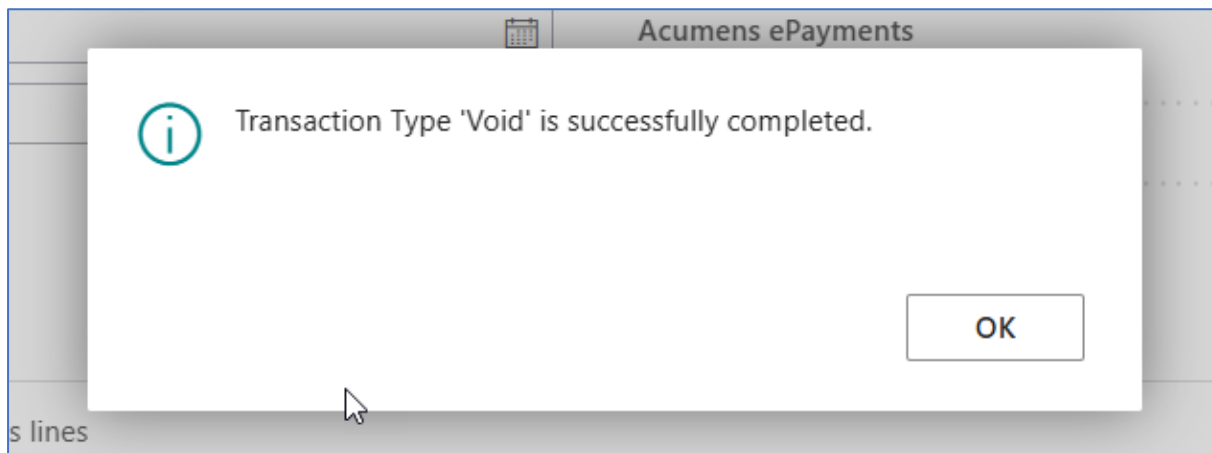 Acumens ePayments
Transaction Type 'Void' is successfully completed.
OK
s lines